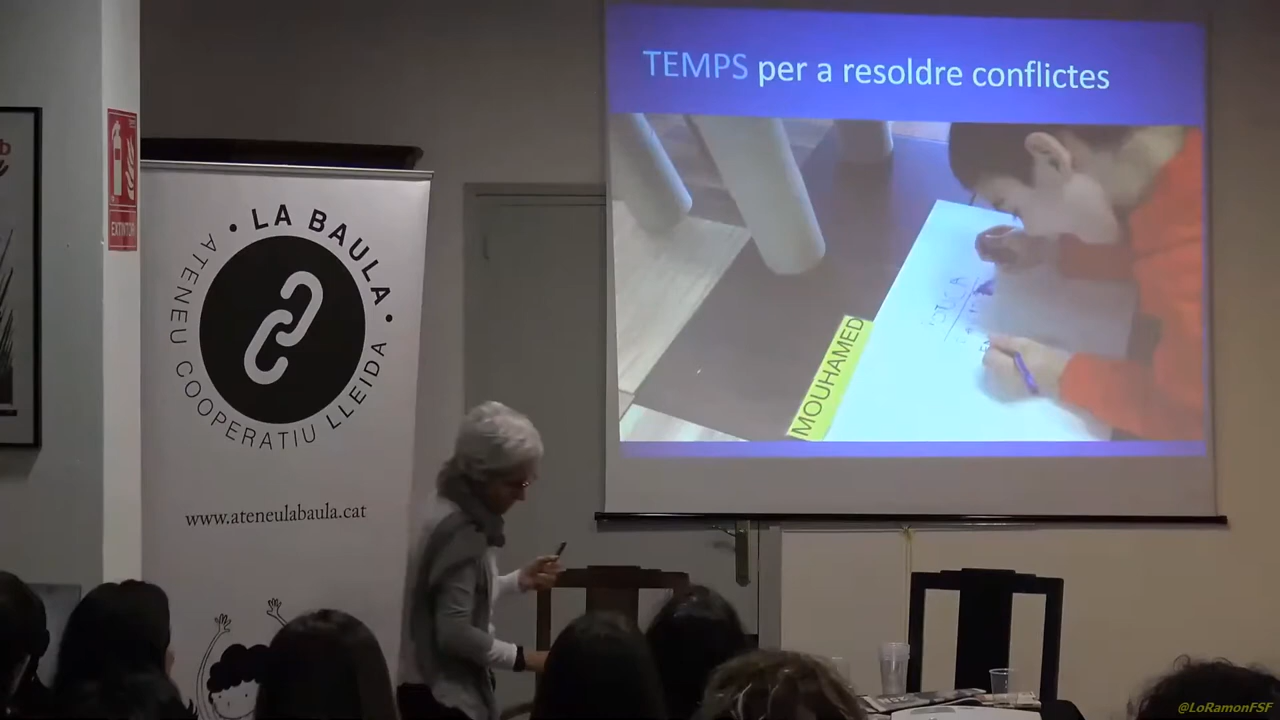 TEMPS per a resoldre conflictes
MOUHAMED
EXTINTOR
• LA BAULA •
ATENEU COOPERATIU LLEIDA
www.ateneulabaula.cat
@LoRamonFSF